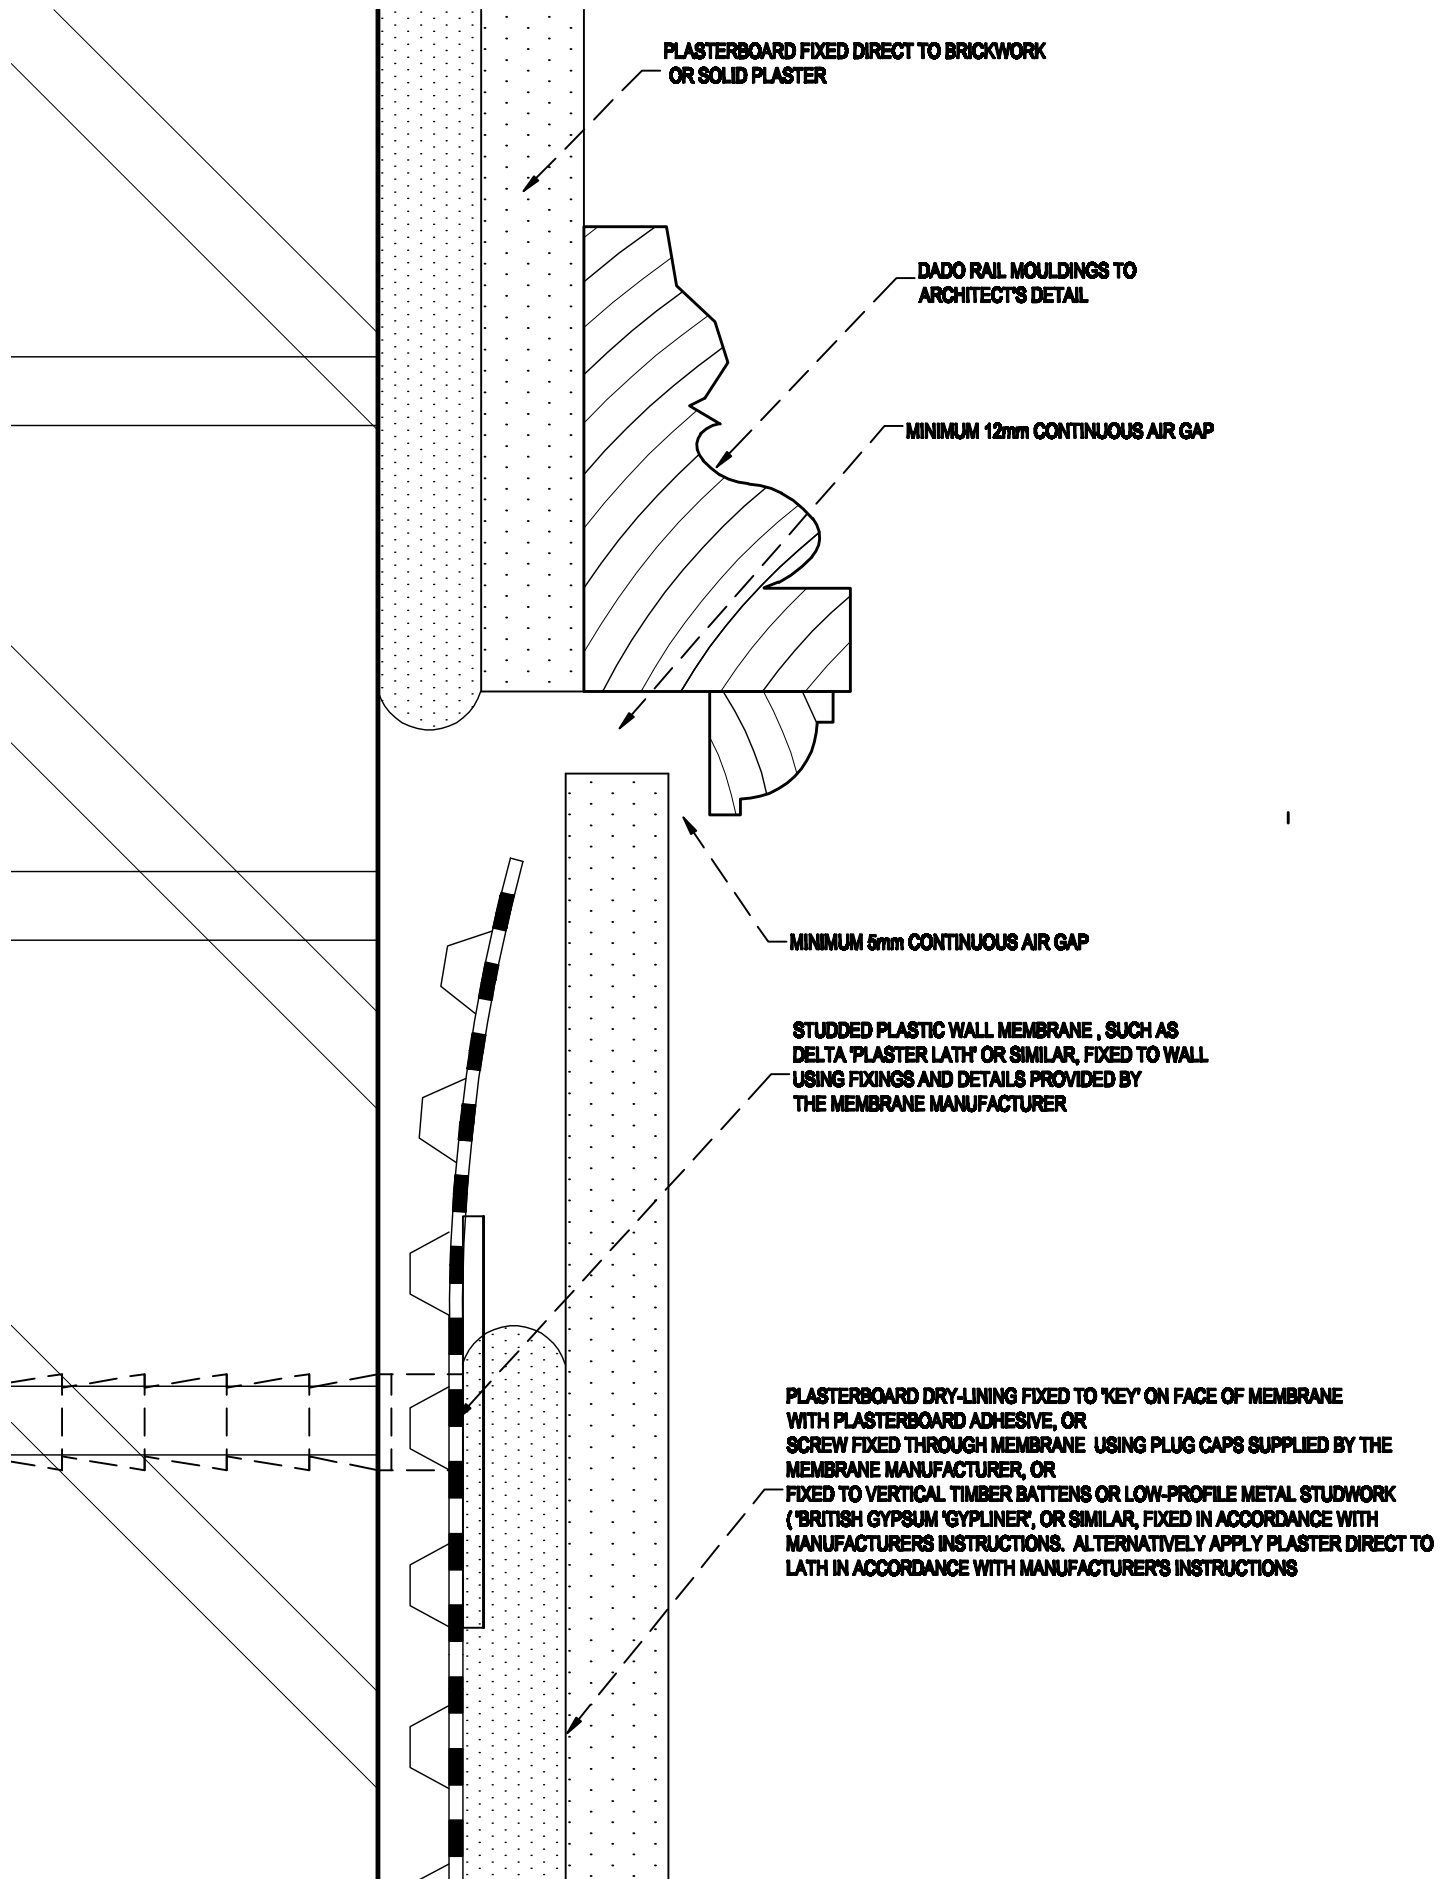 PLASTERBOARD FIXED DIRECT TO BRICKWORK
OR SOLID PLASTER
DADO RAIL MOULDINGS TO
ARCHITECT'S DETAIL
MINIMUM 12mm CONTINUOUS AIR GAP
MINIMUM 5mm CONTINUOUS AIR GAP
STUDDED PLASTIC WALL MEMBRANE , SUCH AS
DELTA 'PLASTER LATH' OR SIMILAR, FIXED TO WALL
USING FIXINGS AND DETAILS PROVIDED BY
THE MEMBRANE MANUFACTURER
PLASTERBOARD DRY-LINING FIXED TO 'KEY' ON FACE OF MEMBRANE
WITH PLASTERBOARD ADHESIVE, OR
SCREW FIXED THROUGH MEMBRANE USING PLUG CAPS SUPPLIED BY THE
MEMBRANE MANUFACTURER, OR
FIXED TO VERTICAL TIMBER BATTENS OR LOW-PROFILE METAL STUDWORK
( 'BRITISH GYPSUM 'GYPLINER', OR SIMILAR, FIXED IN ACCORDANCE WITH
MANUFACTURERS INSTRUCTIONS. ALTERNATIVELY APPLY PLASTER DIRECT TO
LATH IN ACCORDANCE WITH MANUFACTURER'S INSTRUCTIONS